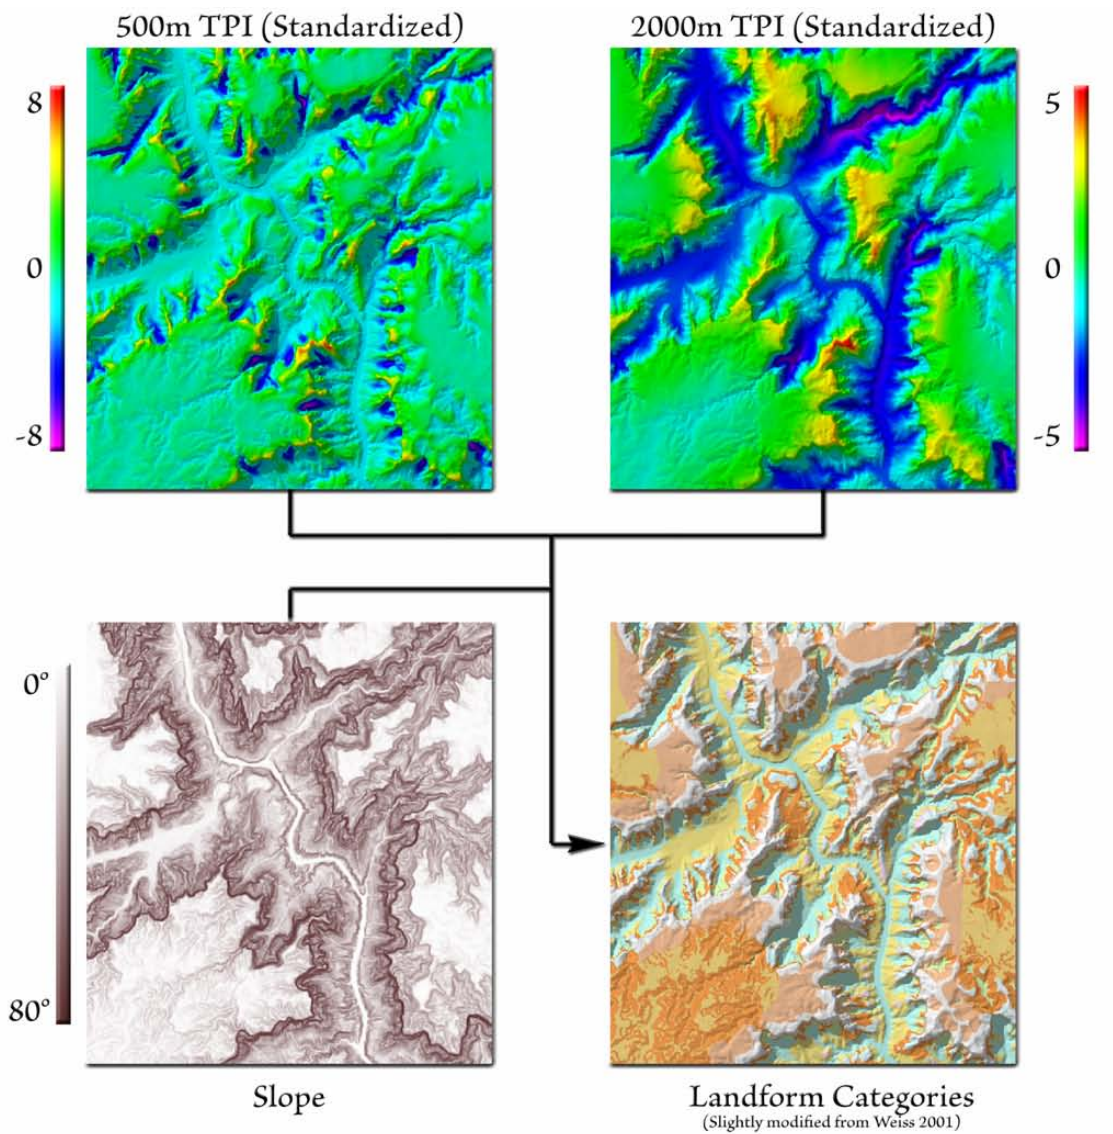 500m TPI (Standardized)
2000m TPI (Standardized)
8
0
-8
5
0
-5
0°
80°
Slope
Landform Categories
(Slightly modified from Weiss 2001)